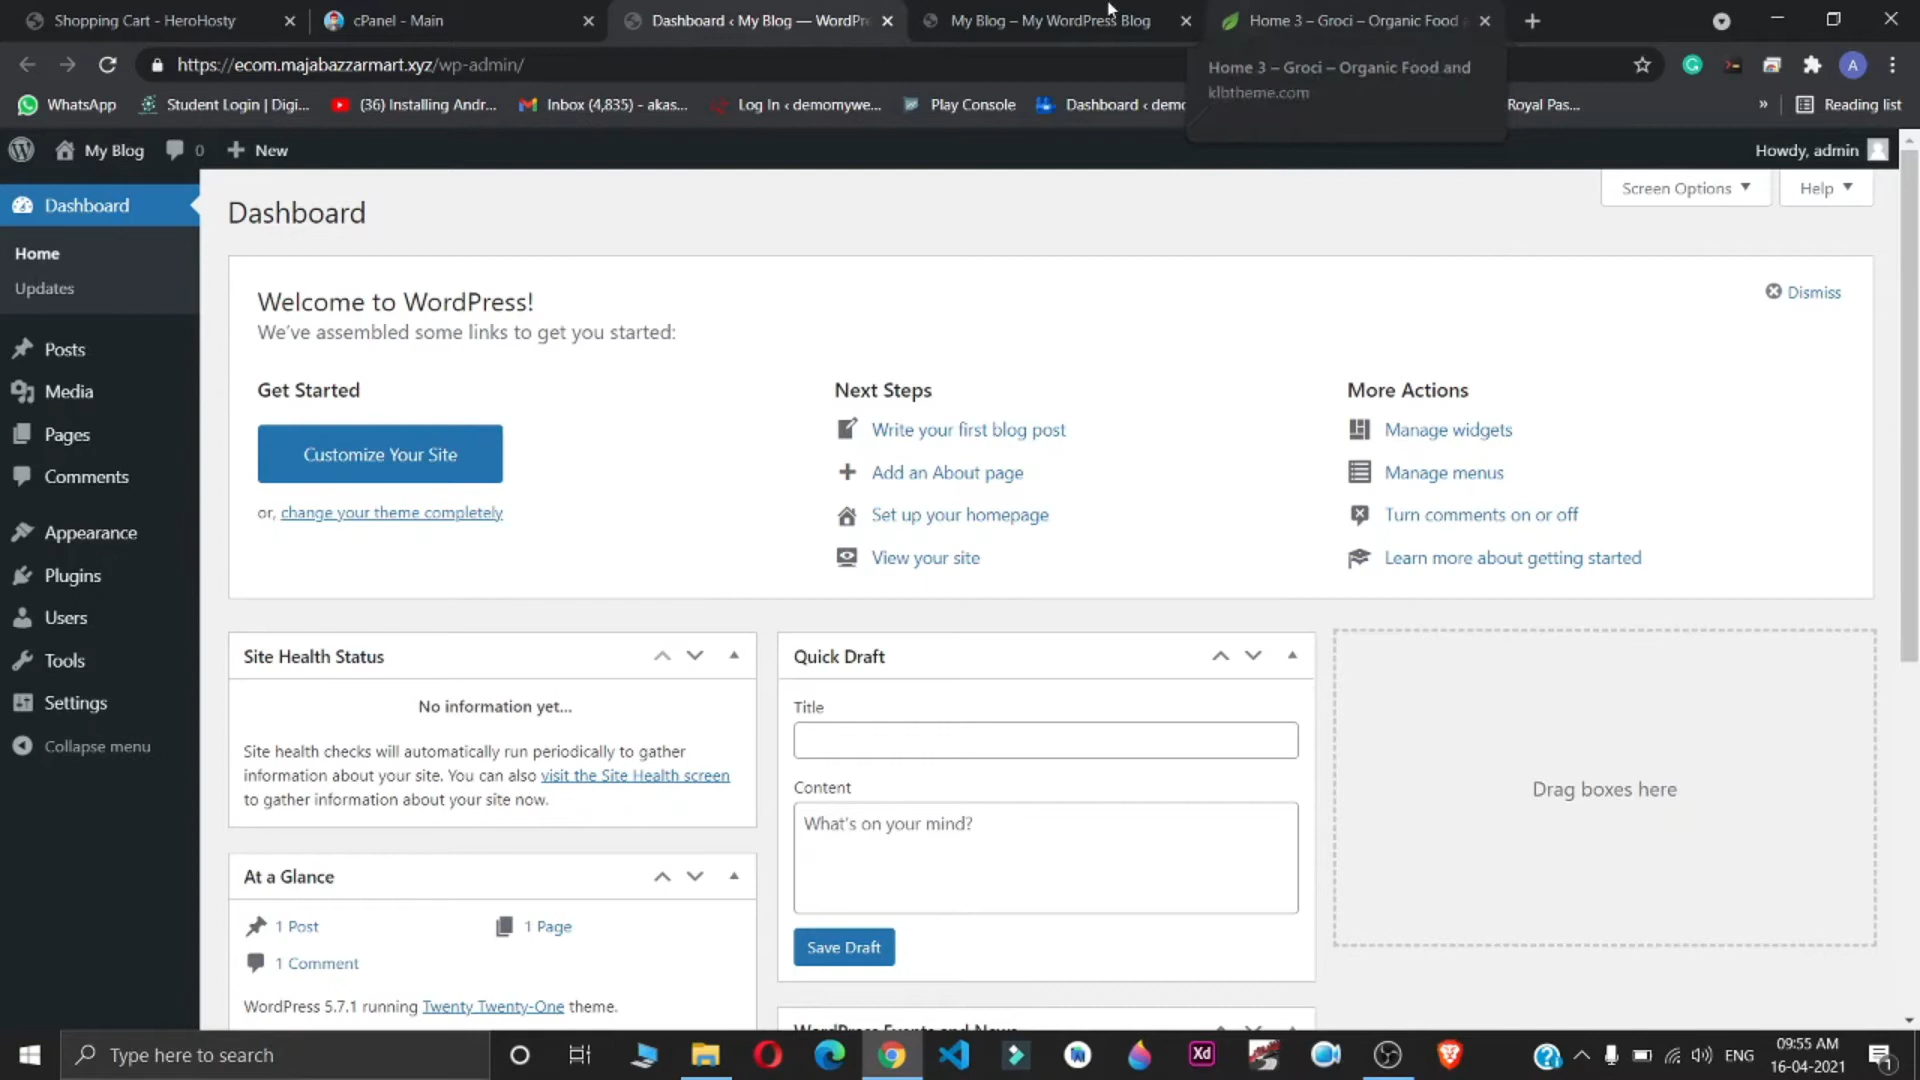 Shopping Cart - HeroHosty
cPanel - Main
Dashboard ‹ My Blog — WordPr
My Blog – My WordPress Blog
Home 3 – Groci – Organic Food
https://ecom.majabazzarmart.xyz/wp-admin/
Home 3 – Groci – Organic Food and
klbtheme.com
A
WhatsApp
Student Login | Digi...
(36) Installing Andr...
Inbox (4,835) - akas...
Log In ‹ demomywe...
Play Console
Dashboard ‹ demo
Royal Pas...
»
Reading list
My Blog
0
New
Howdy, admin
Dashboard
Home
Updates
Posts
Media
Pages
Comments
Appearance
Plugins
Users
Tools
Settings
Collapse menu
Screen Options
Help
Dashboard
Welcome to WordPress!
We've assembled some links to get you started:
Dismiss
Get Started
Customize Your Site
or, change your theme completely
Next Steps
Write your first blog post
Add an About page
Set up your homepage
View your site
More Actions
Manage widgets
Manage menus
Turn comments on or off
Learn more about getting started
Site Health Status
No information yet...
Site health checks will automatically run periodically to gather
information about your site. You can also visit the Site Health screen
to gather information about your site now.
At a Glance
1 Post
1 Page
1 Comment
WordPress 5.7.1 running Twenty Twenty-One theme.
Quick Draft
Title
Content
What's on your mind?
Save Draft
WordPress Events and News
Drag boxes here
Type here to search
Xd
ENG
09:55 AM
16-04-2021
1